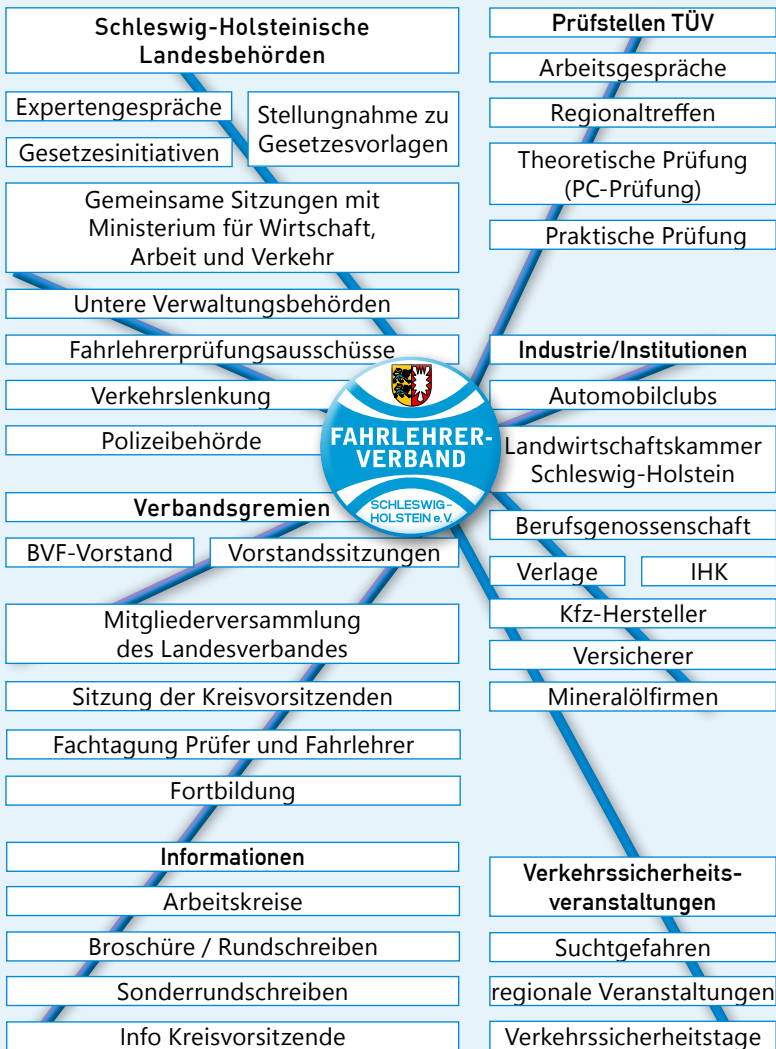 Schleswig-Holsteinische
Landesbehörden
Expertengespräche
Stellungnahme zu
Gesetzesvorlagen
Gesetzesinitiativen
Gemeinsame Sitzungen mit
Ministerium für Wirtschaft,
Arbeit und Verkehr
Untere Verwaltungsbehörden
Fahrlehrerprüfungsausschüsse
Verkehrslenkung
Polizeibehörde
Verbandsgremien
BVF-Vorstand
Vorstandssitzungen
Mitgliederversammlung
des Landesverbandes
Sitzung der Kreisvorsitzenden
Fachtagung Prüfer und Fahrlehrer
Fortbildung
Informationen
Arbeitskreise
Broschüre / Rundschreiben
Sonderrundschreiben
Info Kreisvorsitzende
FAHRLEHRER-
VERBAND
SCHLESWIG-
HOLSTEIN e.V.
Prüfstellen TÜV
Arbeitsgespräche
Regionaltreffen
Theoretische Prüfung
(PC-Prüfung)
Praktische Prüfung
Industrie/Institutionen
Automobilclubs
Landwirtschaftskammer
Schleswig-Holstein
Berufsgenossenschaft
Verlage
IHK
Kfz-Hersteller
Versicherer
Mineralölfirmen
Verkehrssicherheits-
veranstaltungen
Suchtgefahren
regionale Veranstaltungen
Verkehrssicherheitstage